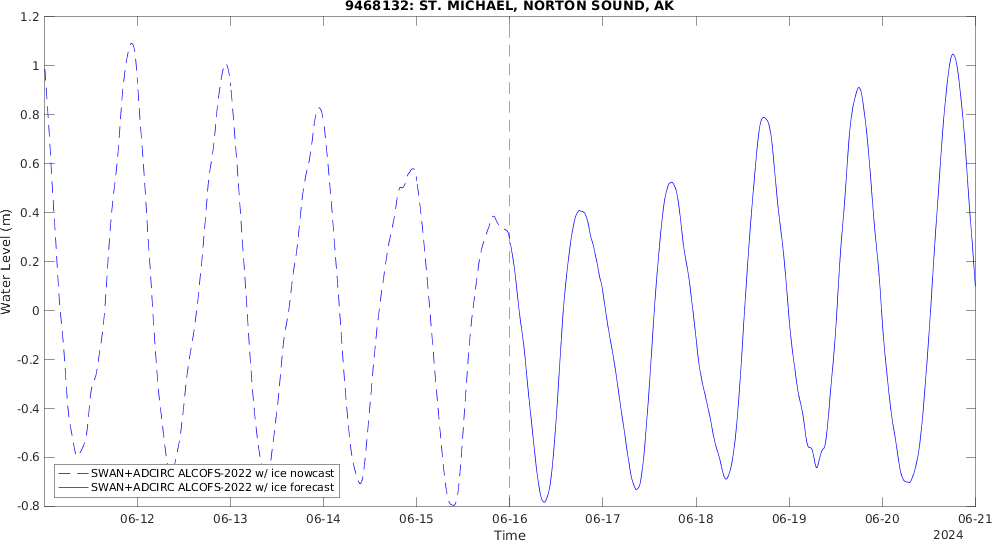 9468132: ST. MICHAEL, NORTON SOUND, AK
Water Level (m)
1.2
1
0.8
0.6
0.4
0.2
0
-0.2
-0.4
-0.6
-0.8
SWAN+ADCIRC ALCOFS-2022 w/ ice nowcast
SWAN+ADCIRC ALCOFS-2022 w/ ice forecast
06-12 06-13 06-14 06-15 06-16 06-17 06-18 06-19 06-20 06-21
Time
2024